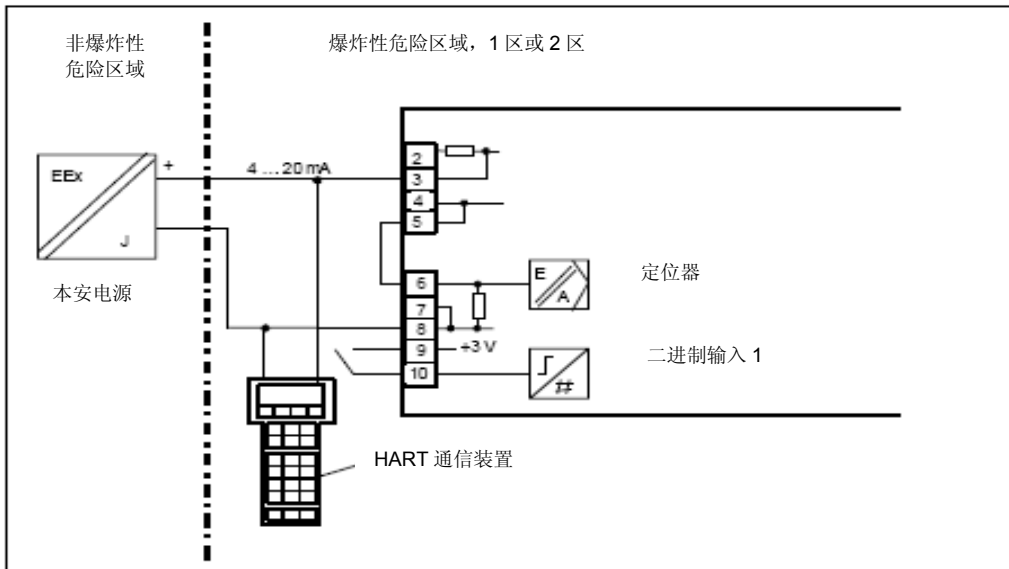 非爆炸性
危险区域
爆炸性危险区域，1 区或 2 区
EEx
J
+
4 ...20 mA
本安电源
2
3
4
5
6
7
8
9
10
+3 V
E
A
定位器
二进制输入 1
HART 通信装置